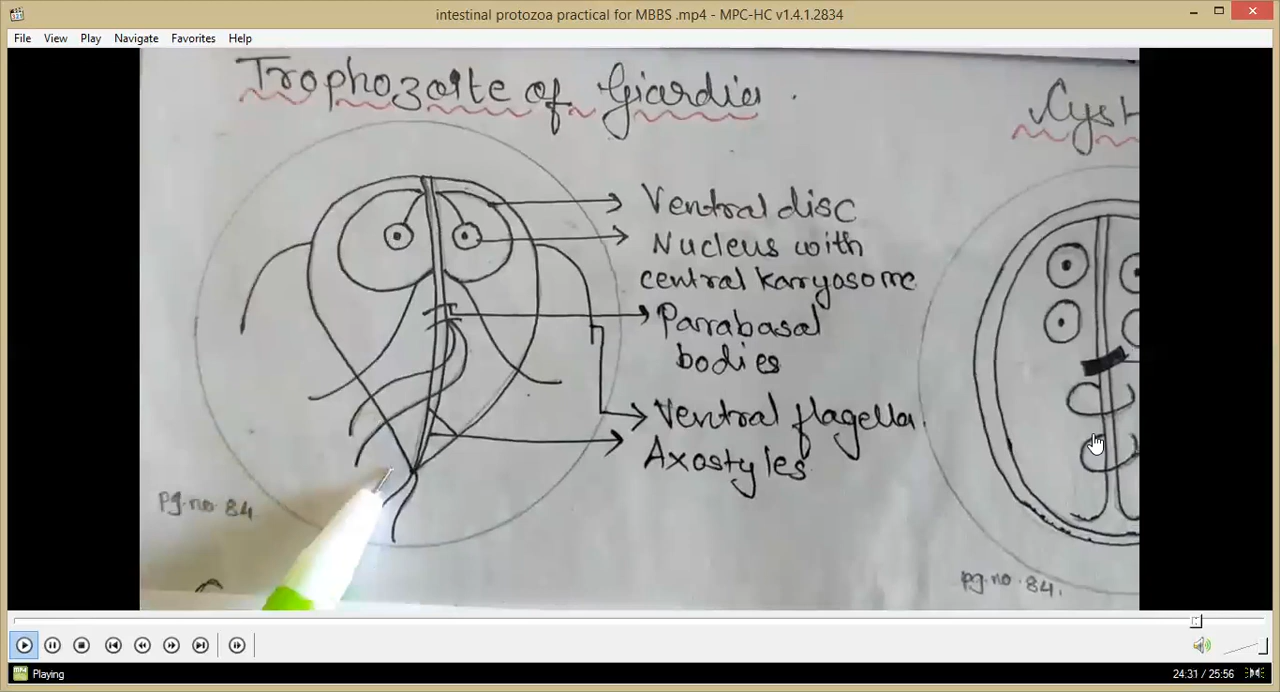 intestinal protozoa practical for MBBS .mp4 - MPC-HC v1.4.1.2834
File View Play Navigate Favorites Help
Trophozoite of Giardia .
Cyst
Ventral disc
Nucleus with
central karyosome
Parabasal
bodies
Ventral flagella.
Axostyles
pg.no.84
pg.no.84.
Playing
24:31 / 25:56